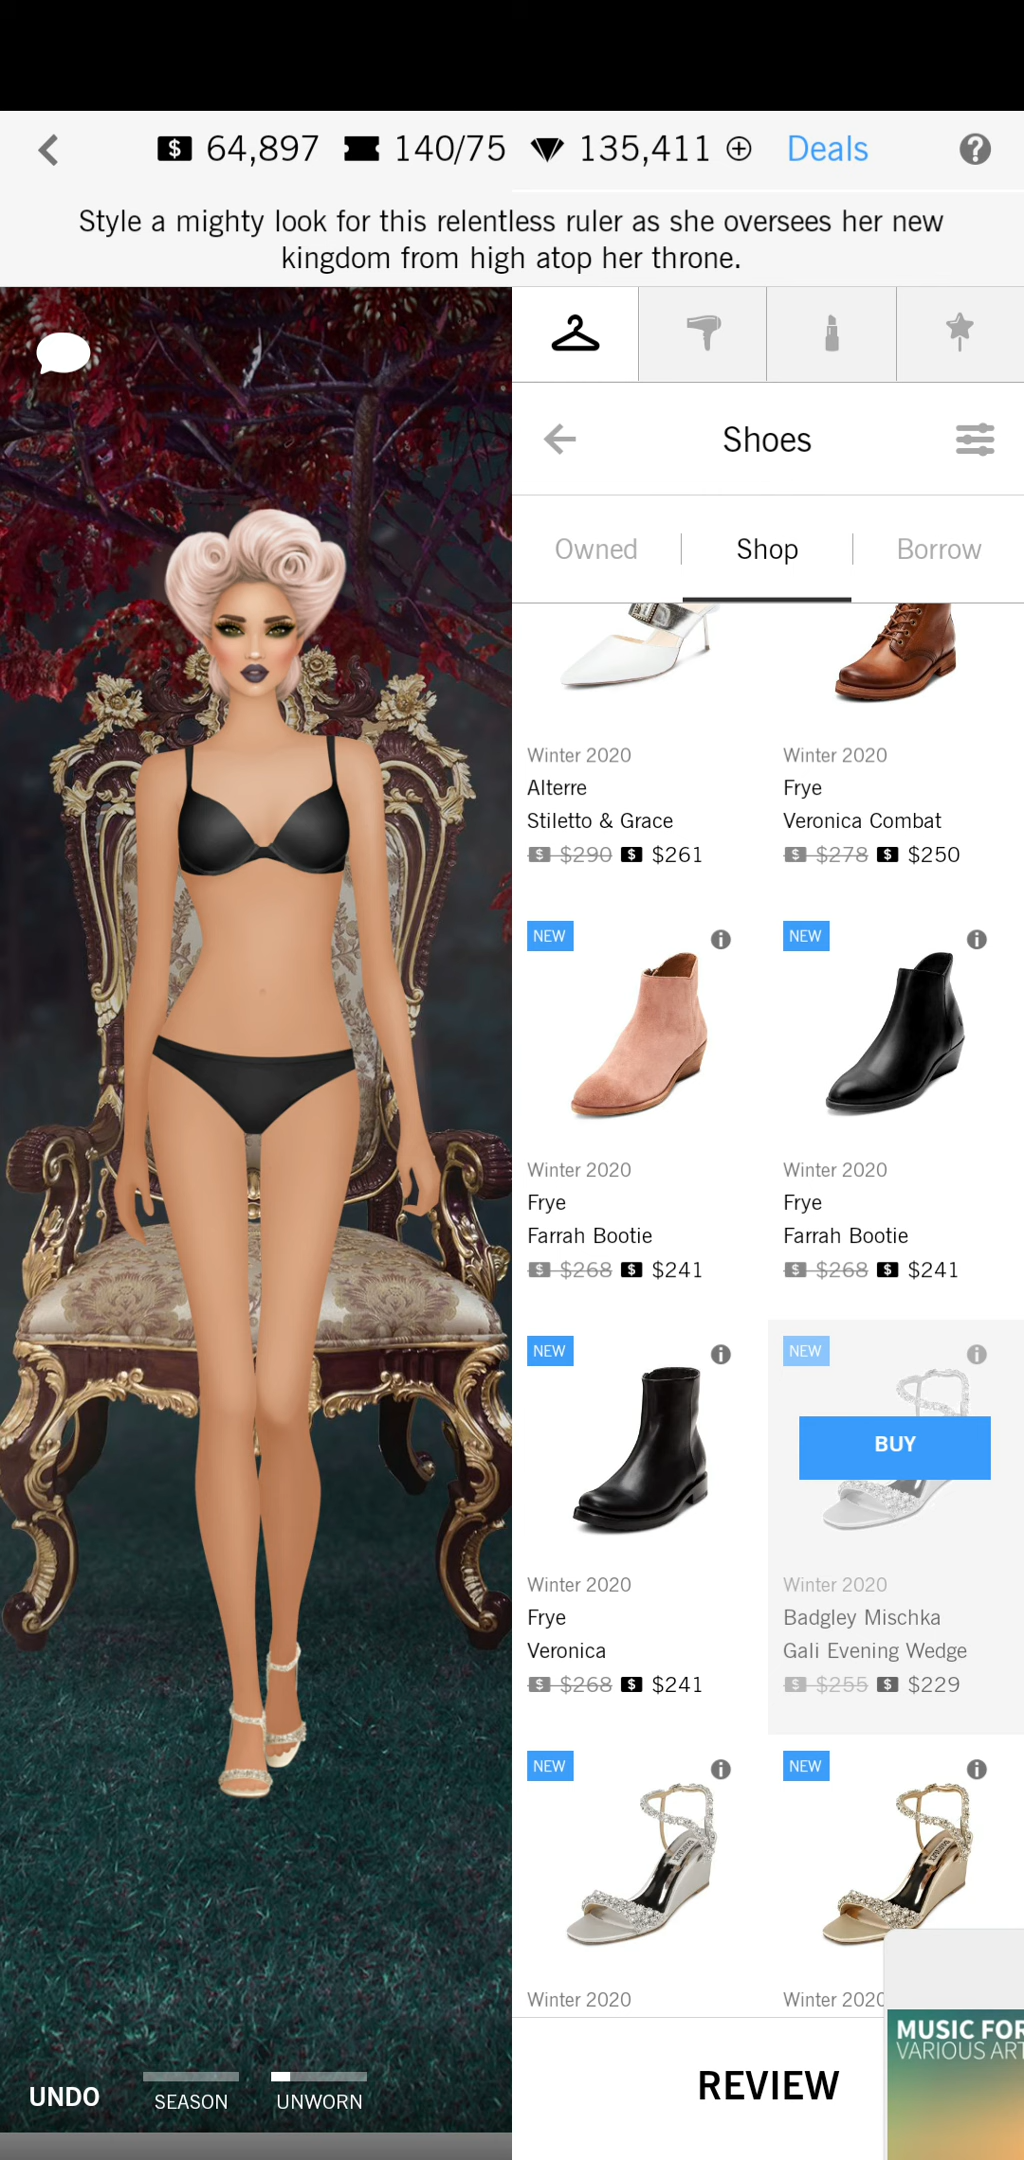 64,897
140/75
135,411
Deals
Style a mighty look for this relentless ruler as she oversees her new
kingdom from high atop her throne.
Shoes
Owned
Shop
Borrow
Winter 2020
Alterre
Stiletto & Grace
$290 $261
Winter 2020
Frye
Veronica Combat
$278 $250
NEW
Winter 2020
Frye
Farrah Bootie
$268 $241
NEW
Winter 2020
Frye
Farrah Bootie
$268 $241
NEW
Winter 2020
Frye
Veronica
$268 $241
NEW
BUY
Winter 2020
Badgley Mischka
Gali Evening Wedge
$255 $229
NEW
Winter 2020
NEW
Winter 2020
MUSIC FOR
VARIOUS ART
UNDO
SEASON
UNWORN
REVIEW